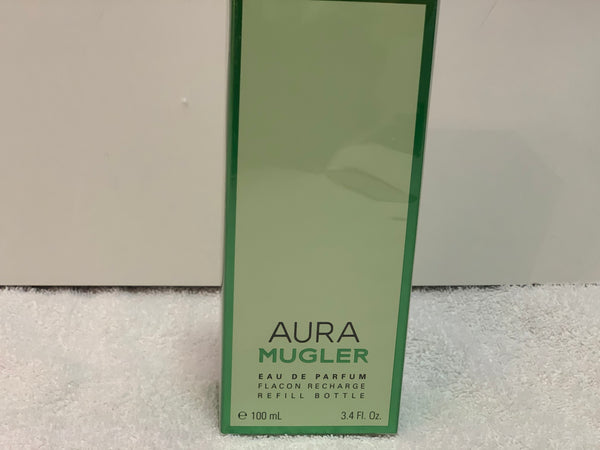 AURA
MUGLER
EAU DE PARFUM
FLACON RECHARGE
REFILL BOTTLE
℮ 100 mL 3.4 Fl. Oz.